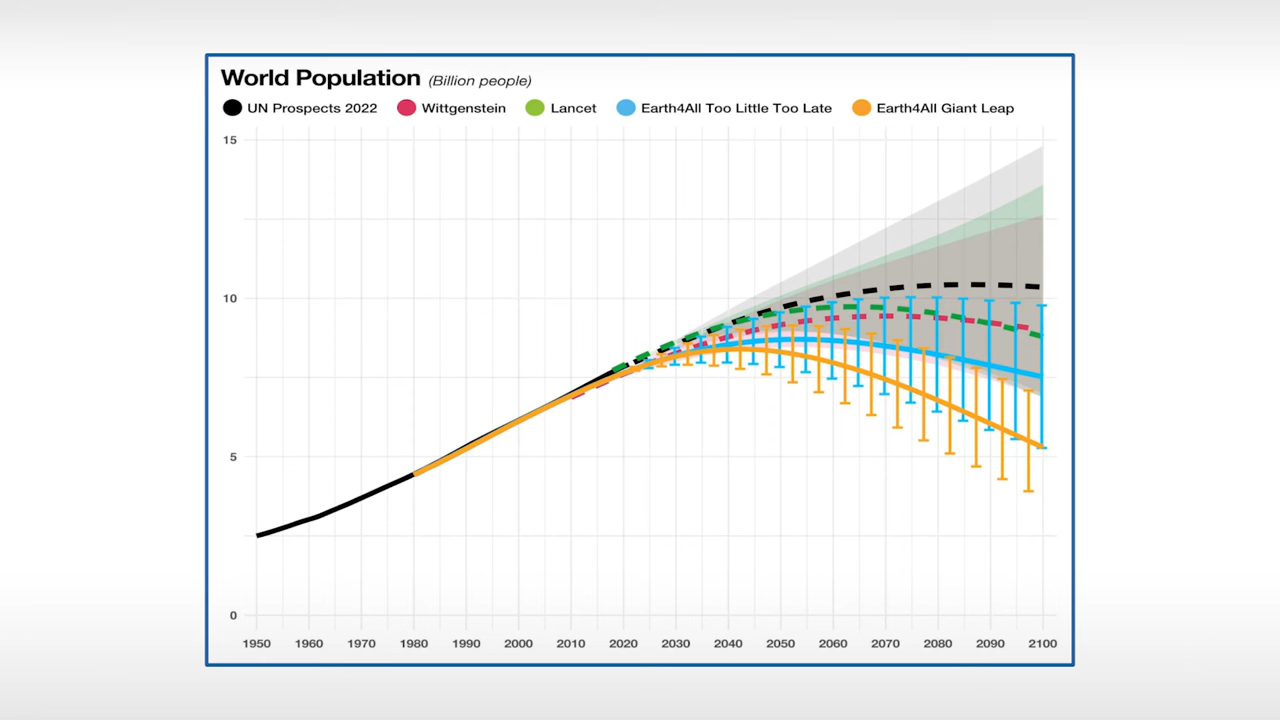 World Population (Billion people)
UN Prospects 2022 Wittgenstein Lancet Earth4All Too Little Too Late Earth4All Giant Leap
15
10
5
0
1950 1960 1970 1980 1990 2000 2010 2020 2030 2040 2050 2060 2070 2080 2090 2100